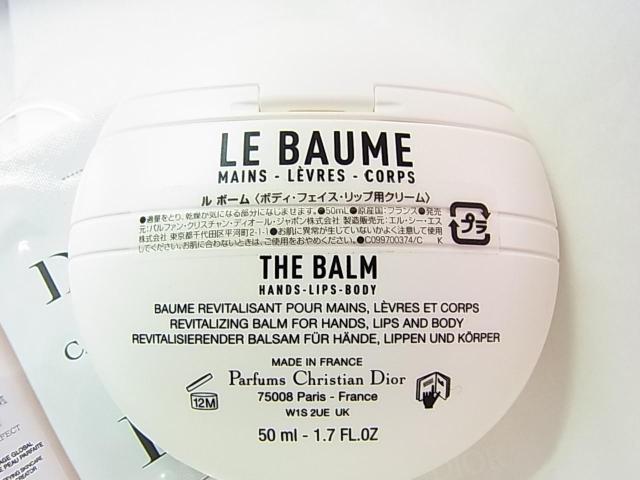 LE BAUME
MAINS - LÈVRES - CORPS
ル ボーム〈ボディ・フェイス・リップ用クリーム〉
●適量をとり、乾燥が気になる部分になじませます。●50mL●原産国:フランス●発売
元:パルファン・クリスチャン・ディオール・ジャポン株式会社 製造販売元:エル・シー・エス
株式会社 東京都千代田区平河町2-1-1●お肌に異常が生じていないかよく注意して使用
してください。お肌に合わないときは、ご使用をおやめください。●C099700374/C K
プラ
THE BALM
HANDS-LIPS-BODY
BAUME REVITALISANT POUR MAINS, LÈVRES ET CORPS
REVITALIZING BALM FOR HANDS, LIPS AND BODY
REVITALISIERENDER BALSAM FÜR HÄNDE, LIPPEN UND KÖRPER
MADE IN FRANCE
Parfums Christian Dior
12M
75008 Paris - France
W1S 2UE UK
50 ml - 1.7 FL.OZ